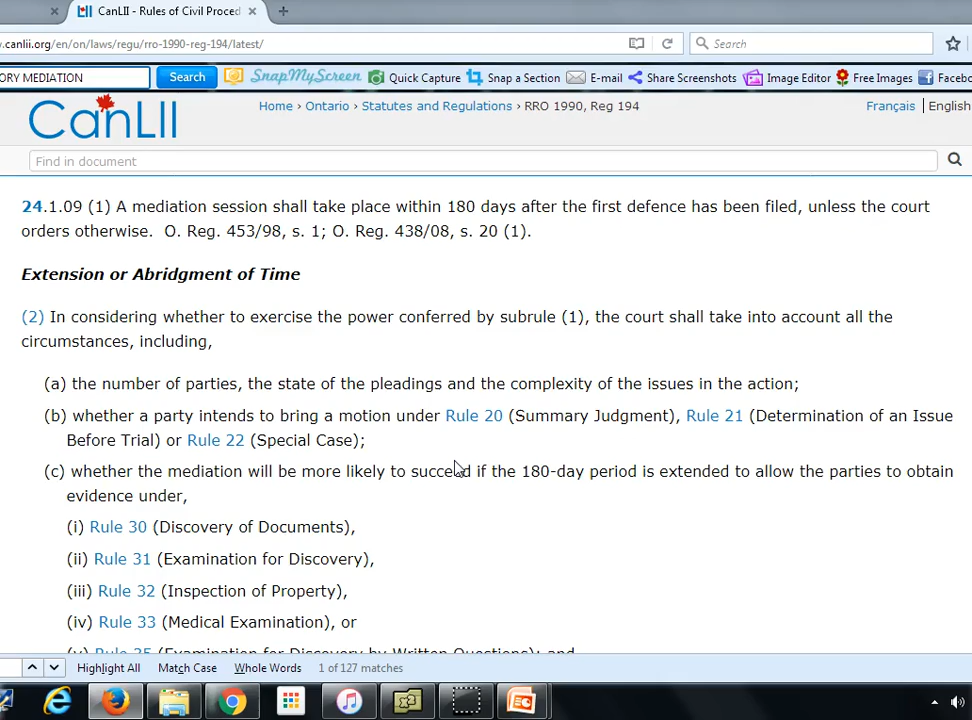 CanLII - Rules of Civil Proced
.canlii.org/en/on/laws/regu/rro-1990-reg-194/latest/
Search
ORY MEDIATION
Search
SnapMyScreen
Quick Capture
Snap a Section
E-mail
Share Screenshots
Image Editor
Free Images
Facebo
CanLII
Home › Ontario › Statutes and Regulations › RRO 1990, Reg 194
Français | English
Find in document
24.1.09 (1) A mediation session shall take place within 180 days after the first defence has been filed, unless the court
orders otherwise. O. Reg. 453/98, s. 1; O. Reg. 438/08, s. 20 (1).
Extension or Abridgment of Time
(2) In considering whether to exercise the power conferred by subrule (1), the court shall take into account all the
circumstances, including,
(a) the number of parties, the state of the pleadings and the complexity of the issues in the action;
(b) whether a party intends to bring a motion under Rule 20 (Summary Judgment), Rule 21 (Determination of an Issue
Before Trial) or Rule 22 (Special Case);
(c) whether the mediation will be more likely to succeed if the 180-day period is extended to allow the parties to obtain
evidence under,
(i) Rule 30 (Discovery of Documents),
(ii) Rule 31 (Examination for Discovery),
(iii) Rule 32 (Inspection of Property),
(iv) Rule 33 (Medical Examination), or
(v) Rule 35 (Examination for Discovery by Written Questions); and
Highlight All
Match Case
Whole Words
1 of 127 matches